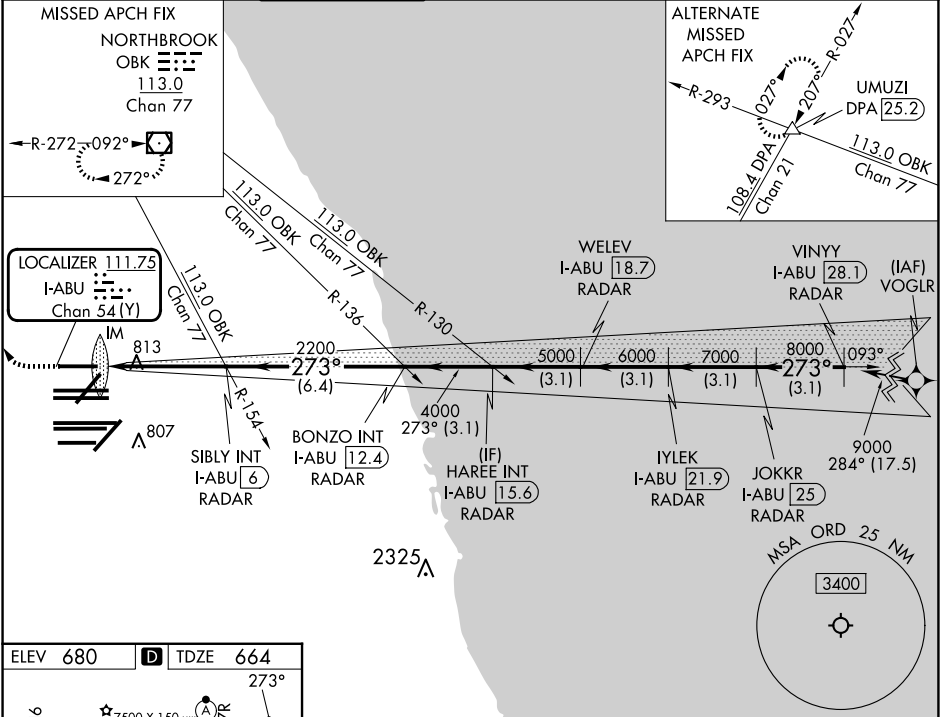 MISSED APCH FIX
NORTHBROOK
OBK
113.0
Chan 77
R-272
092°
272°
ALTERNATE
MISSED
APCH FIX
R-027
R-293
027°
207°
UMUZI
DPA 25.2
113.0 OBK
Chan 77
108.4 DPA
Chan 21
113.0 OBK
Chan 77
113.0 OBK
Chan 77
113.0 OBK
Chan 77
LOCALIZER 111.75
I-ABU
Chan 54 (Y)
IM
813
807
R-136
R-130
R-154
WELEV
I-ABU 18.7
RADAR
VINYY
I-ABU 28.1
RADAR
(IAF)
VOGLR
2200
273°
(6.4)
4000
273° (3.1)
5000
(3.1)
6000
(3.1)
7000
(3.1)
8000
273°
(3.1)
093°
9000
284° (17.5)
SIBLY INT
I-ABU 6
RADAR
BONZO INT
I-ABU 12.4
RADAR
(IF)
HAREE INT
I-ABU 15.6
RADAR
IYLEK
I-ABU 21.9
RADAR
JOKKR
I-ABU 25
RADAR
2325
MSA ORD 25 NM
3400
ELEV 680 D TDZE 664
273°
7500 X 150
A